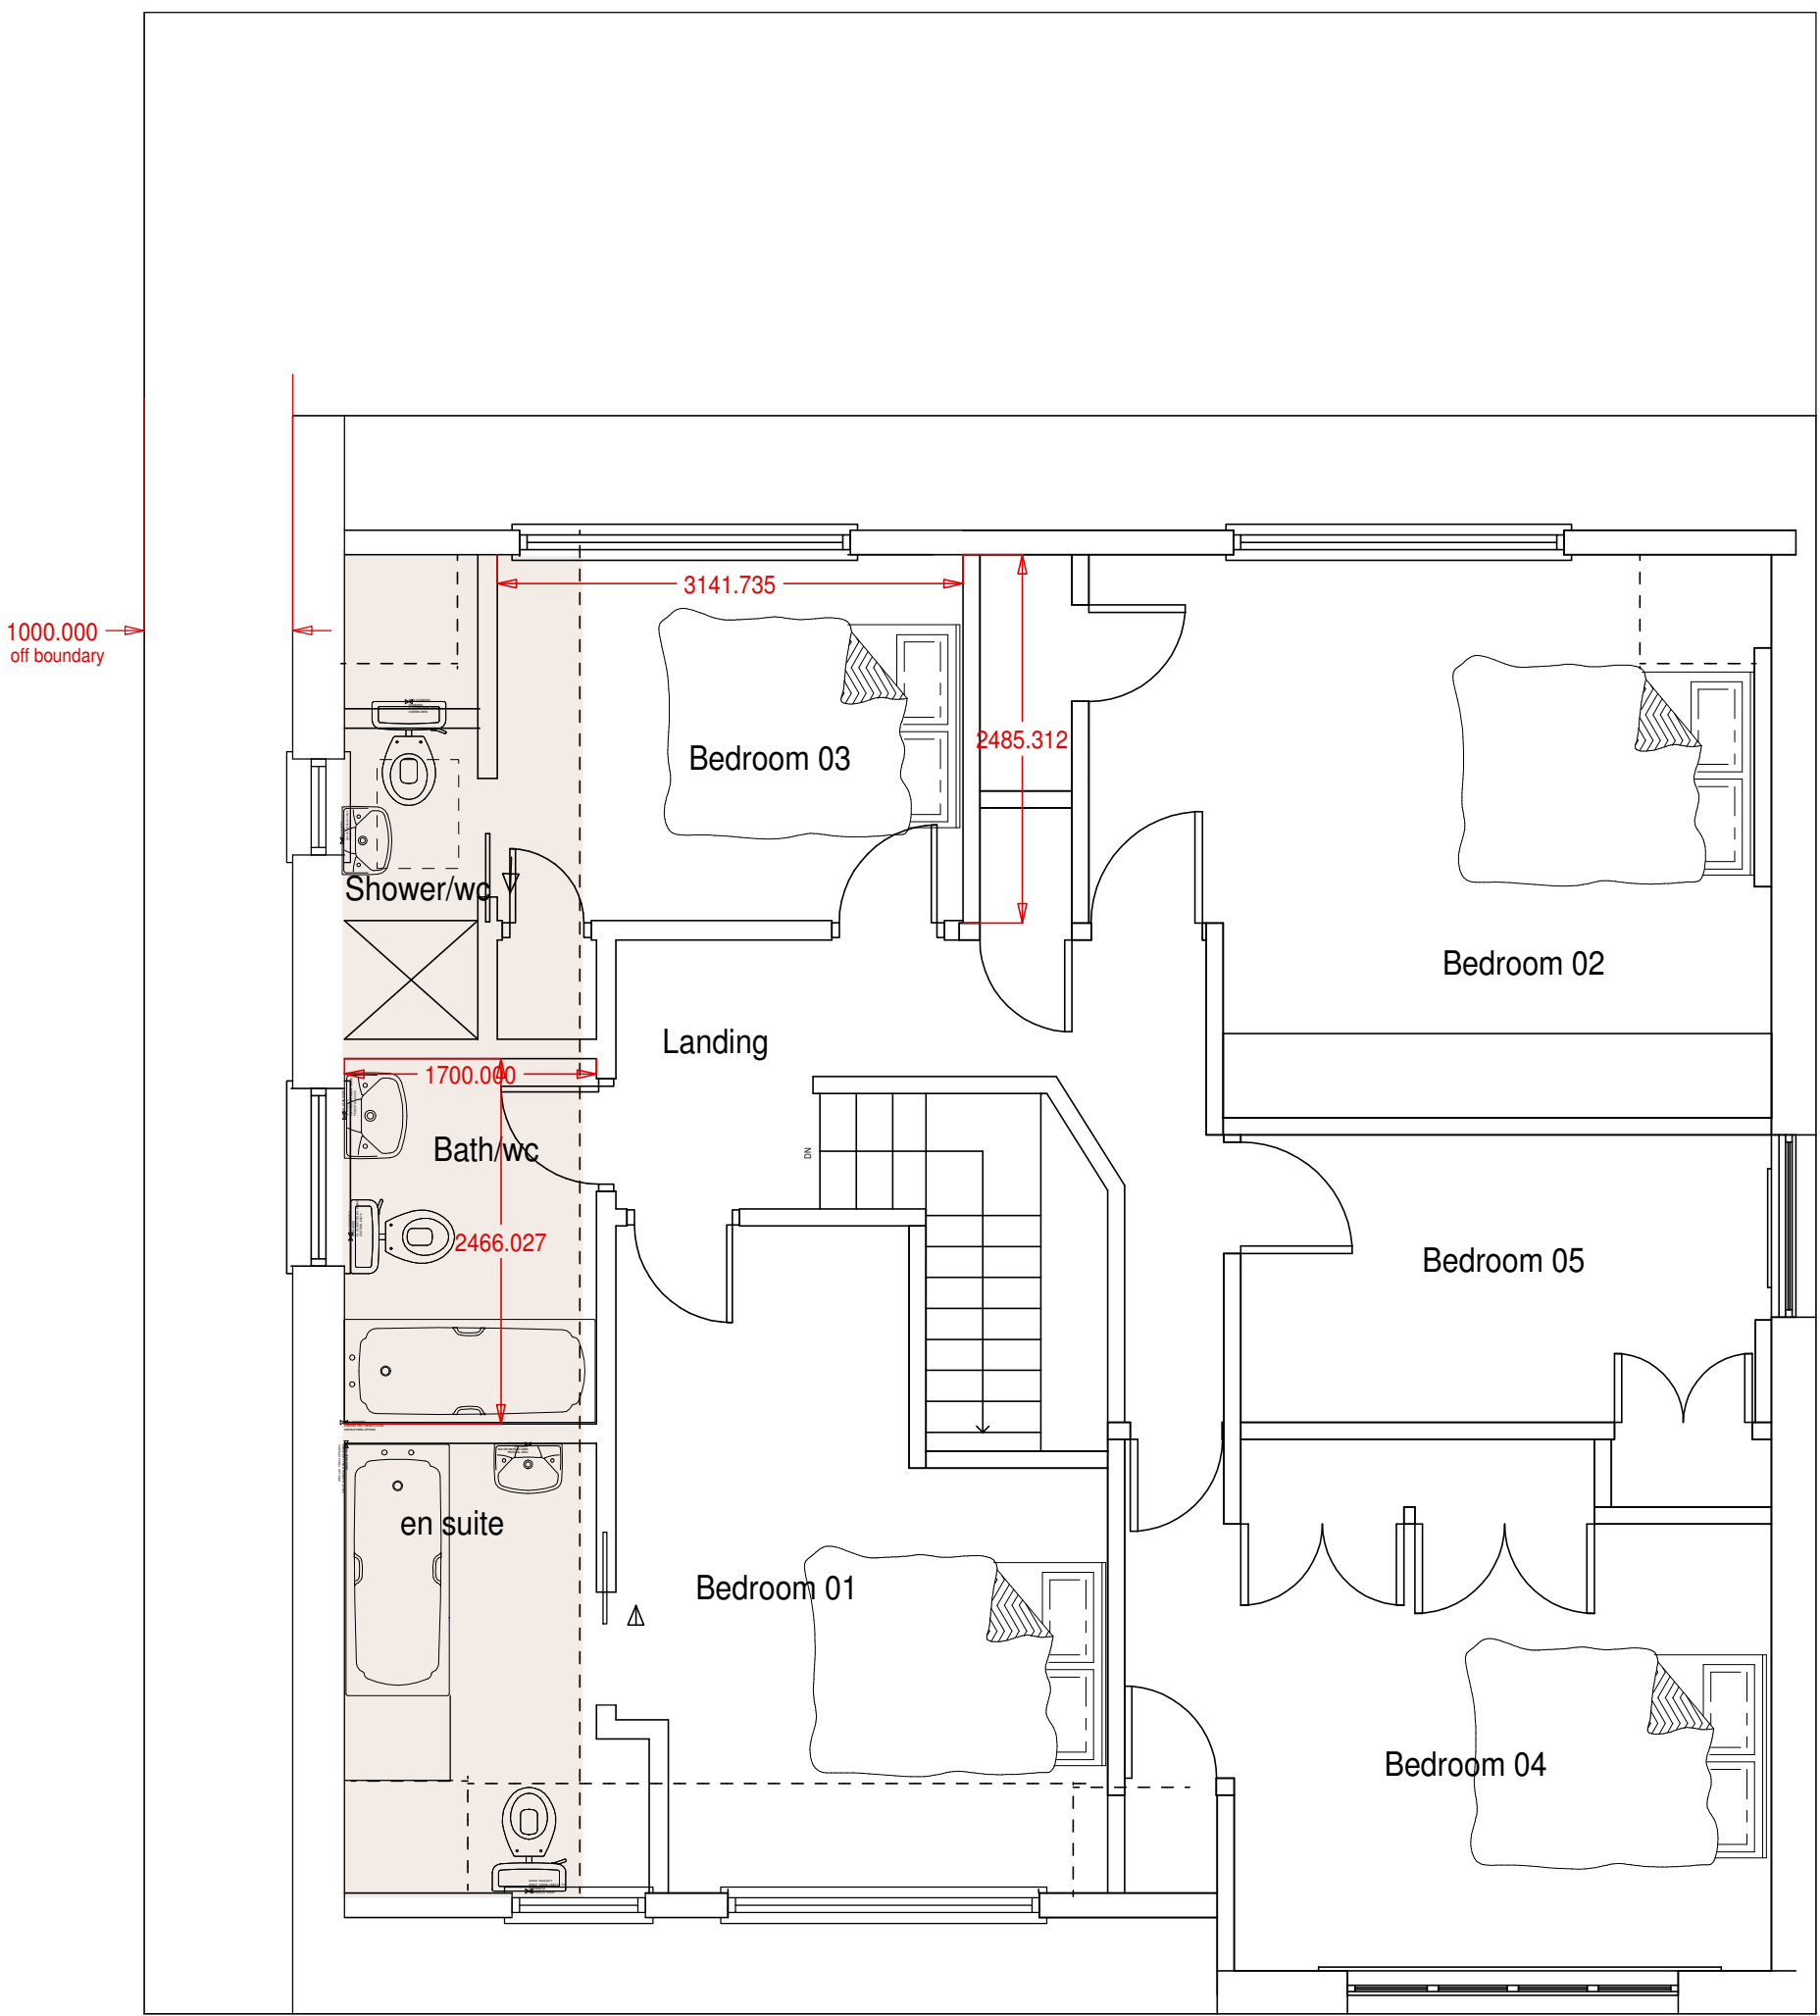 3141.735
1000.000
off boundary
2485.312
Bedroom 03
Shower/wc
Bedroom 02
Landing
1700.000
Bath/wc
DN
2466.027
Bedroom 05
en suite
Bedroom 01
Bedroom 04